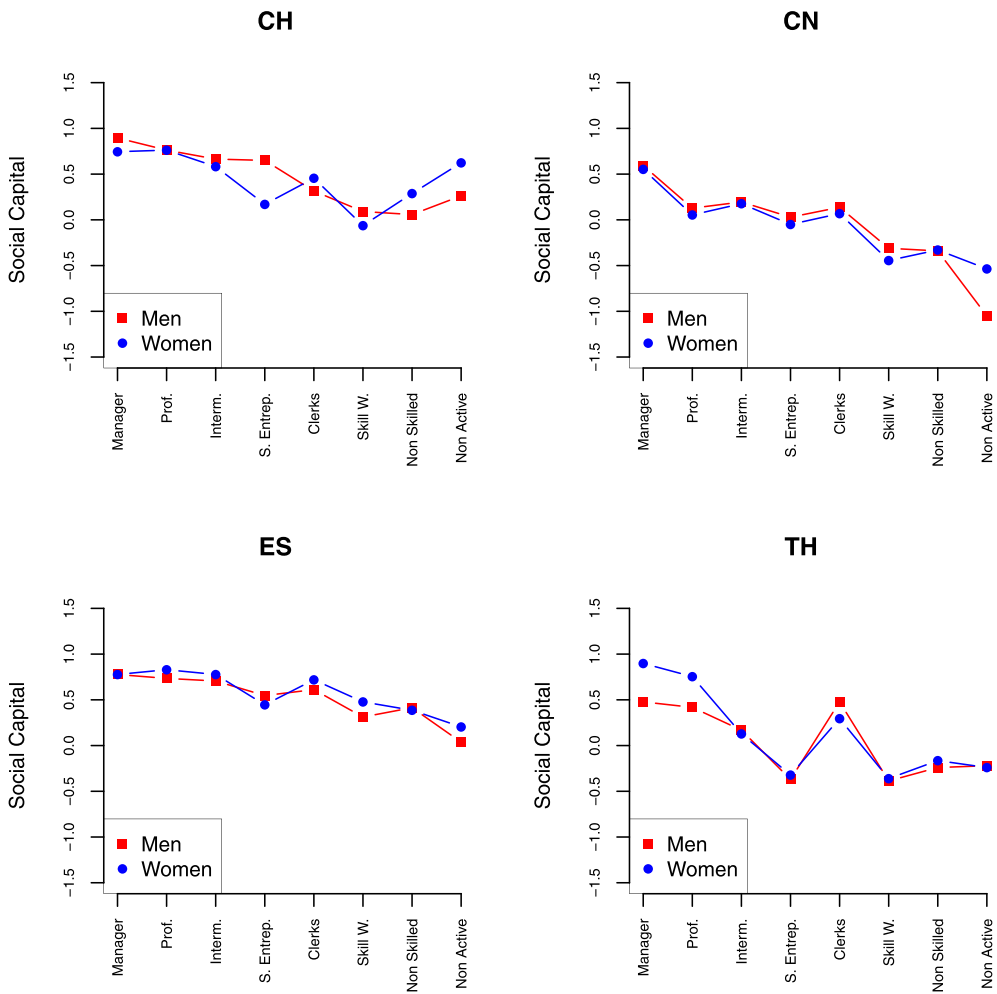 CH
Social Capital
1.5
1.0
0.5
0.0
−0.5
−1.0
−1.5
Men
Women
Manager
Prof.
Interm.
S. Entrep.
Clerks
Skill W.
Non Skilled
Non Active
CN
Social Capital
1.5
1.0
0.5
0.0
−0.5
−1.0
−1.5
Men
Women
Manager
Prof.
Interm.
S. Entrep.
Clerks
Skill W.
Non Skilled
Non Active
ES
Social Capital
1.5
1.0
0.5
0.0
−0.5
−1.0
−1.5
Men
Women
Manager
Prof.
Interm.
S. Entrep.
Clerks
Skill W.
Non Skilled
Non Active
TH
Social Capital
1.5
1.0
0.5
0.0
−0.5
−1.0
−1.5
Men
Women
Manager
Prof.
Interm.
S. Entrep.
Clerks
Skill W.
Non Skilled
Non Active